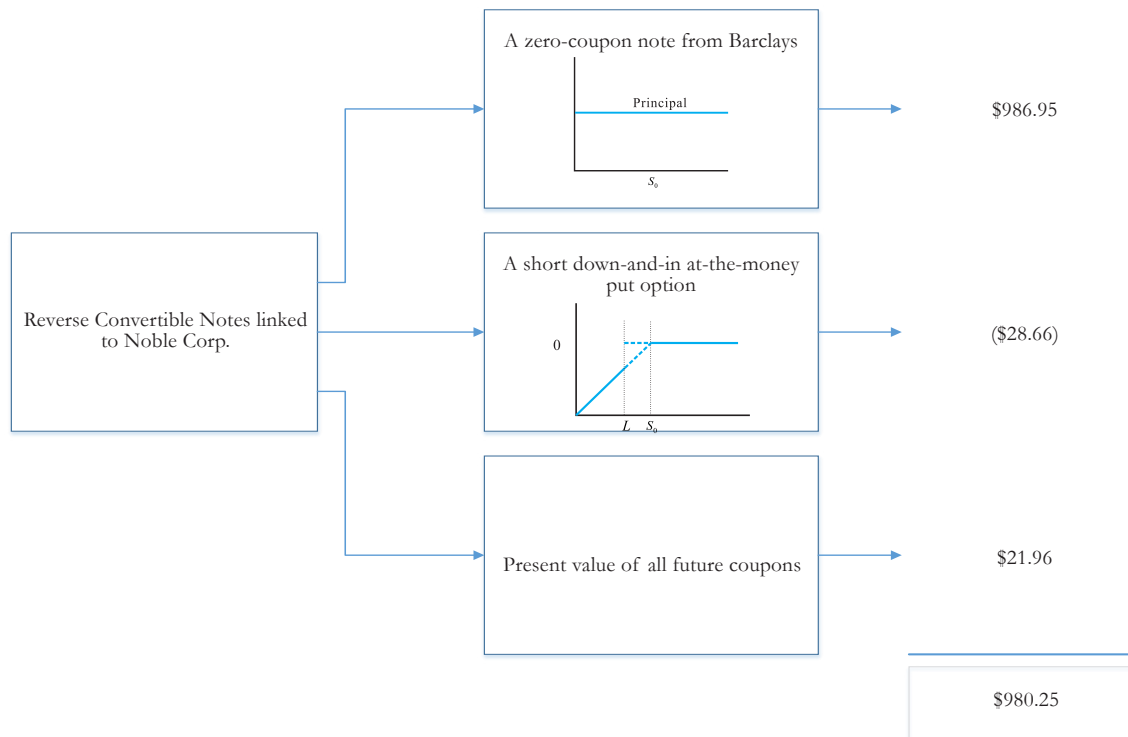 A zero-coupon note from Barclays
Principal
S₀
$986.95
Reverse Convertible Notes linked
to Noble Corp.
A short down-and-in at-the-money
put option
0
L S₀
($28.66)
Present value of all future coupons
$21.96
$980.25